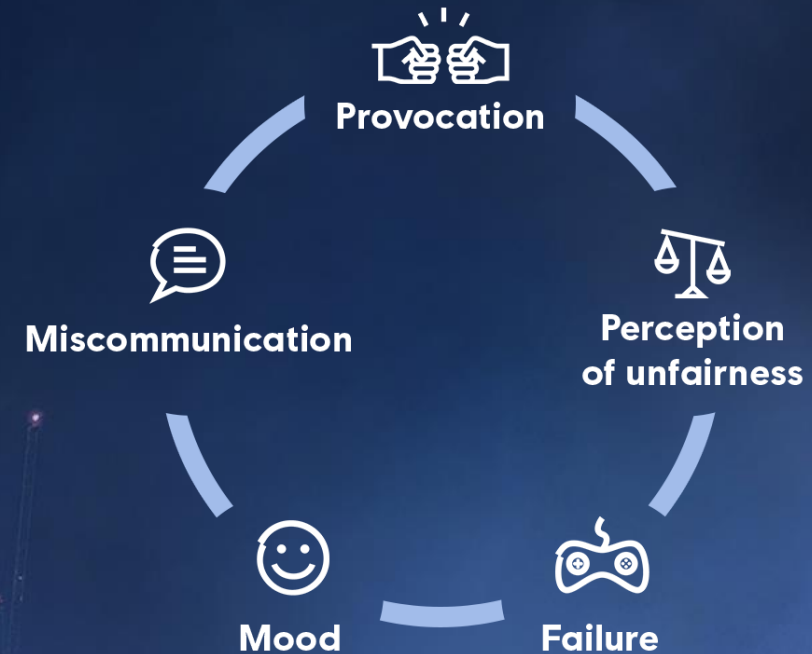 Provocation
Miscommunication
Perception
of unfairness
Mood
Failure